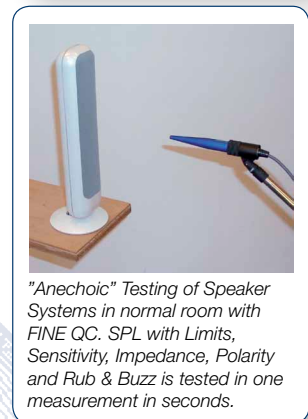 "Anechoic" Testing of Speaker
Systems in normal room with
FINE QC. SPL with Limits,
Sensitivity, Impedance, Polarity
and Rub & Buzz is tested in one
measurement in seconds.